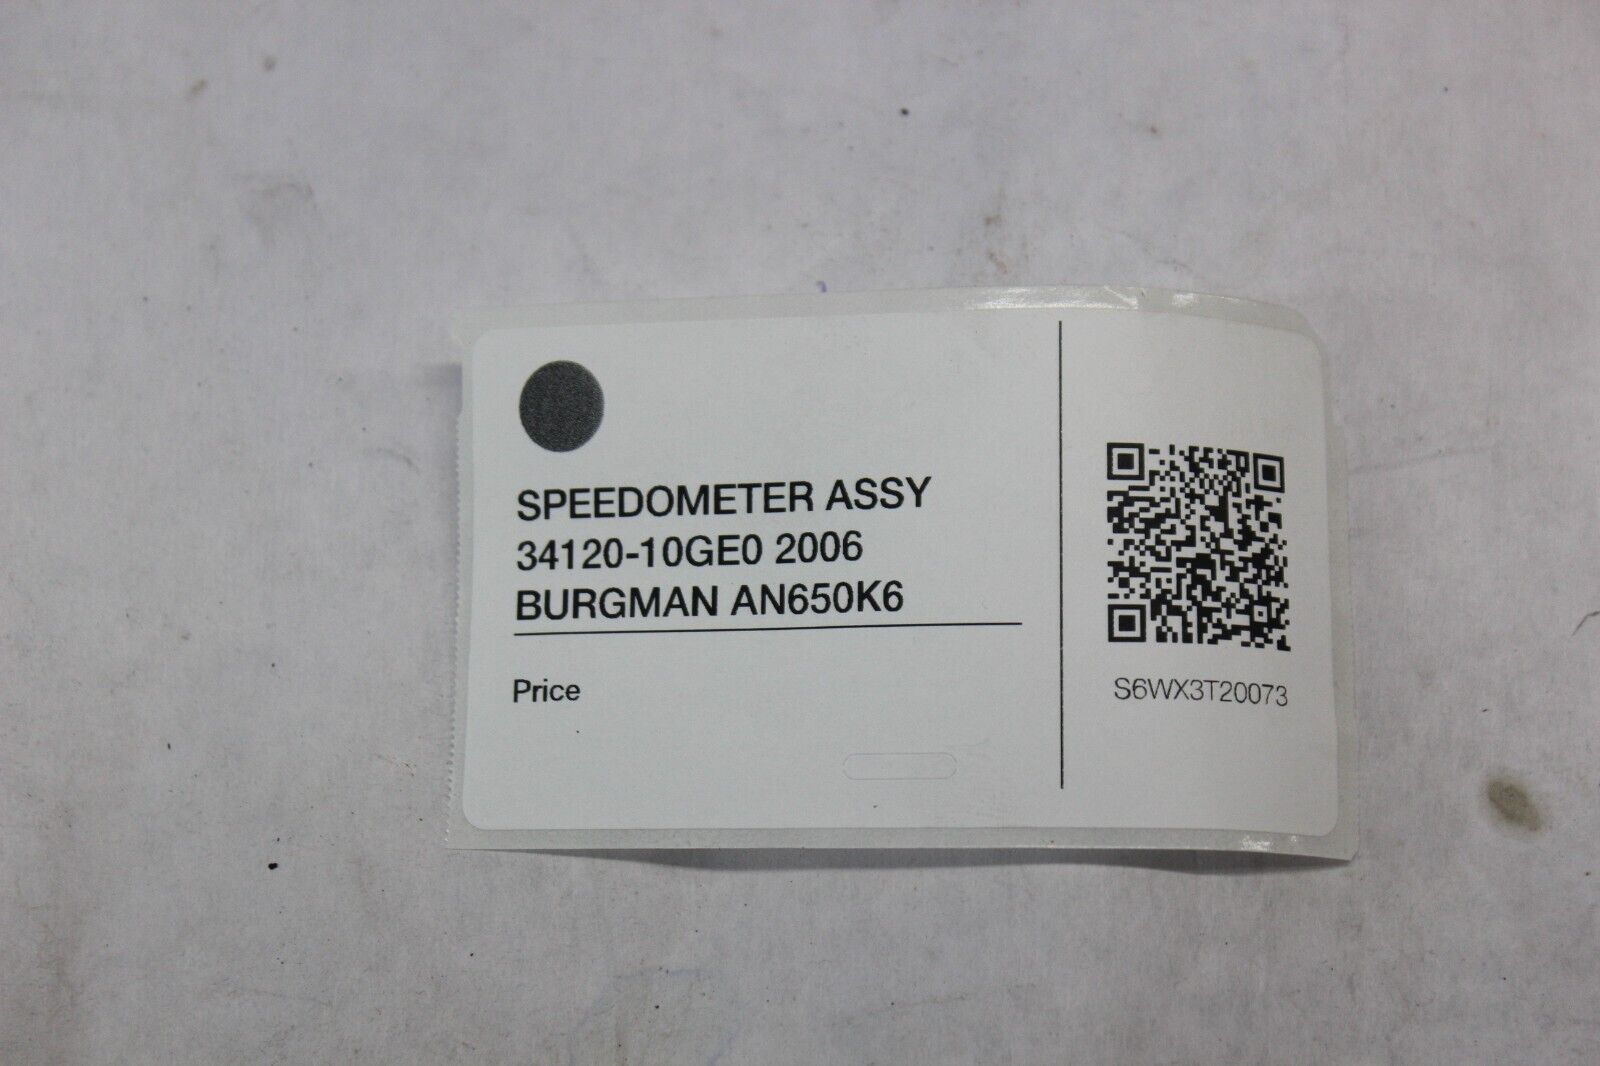 SPEEDOMETER ASSY
34120-10GE0 2006
BURGMAN AN650K6
Price
S6WX3T20073